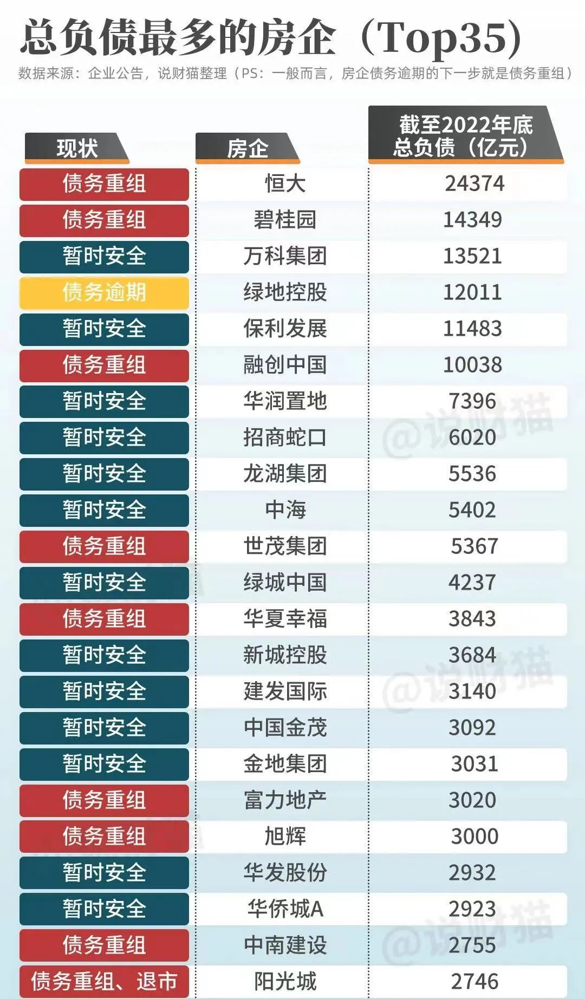 总负债最多的房企（Top35）
数据来源：企业公告，说财猫整理（PS：一般而言，房企债务逾期的下一步就是债务重组）
现状 房企 截至2022年底
总负债（亿元）
债务重组 恒大 24374
债务重组 碧桂园 14349
暂时安全 万科集团 13521
债务逾期 绿地控股 12011
暂时安全 保利发展 11483
债务重组 融创中国 10038
暂时安全 华润置地 7396
@说财猫
暂时安全 招商蛇口 6020
暂时安全 龙湖集团 5536
暂时安全 中海 5402
债务重组 世茂集团 5367
暂时安全 绿城中国 4237
债务重组 华夏幸福 3843
暂时安全 新城控股 3684
@说财猫
暂时安全 建发国际 3140
暂时安全 中国金茂 3092
暂时安全 金地集团 3031
债务重组 富力地产 3020
债务重组 旭辉 3000
暂时安全 华发股份 2932
暂时安全 华侨城A 2923
@说财猫
债务重组 中南建设 2755
债务重组、退市 阳光城 2746